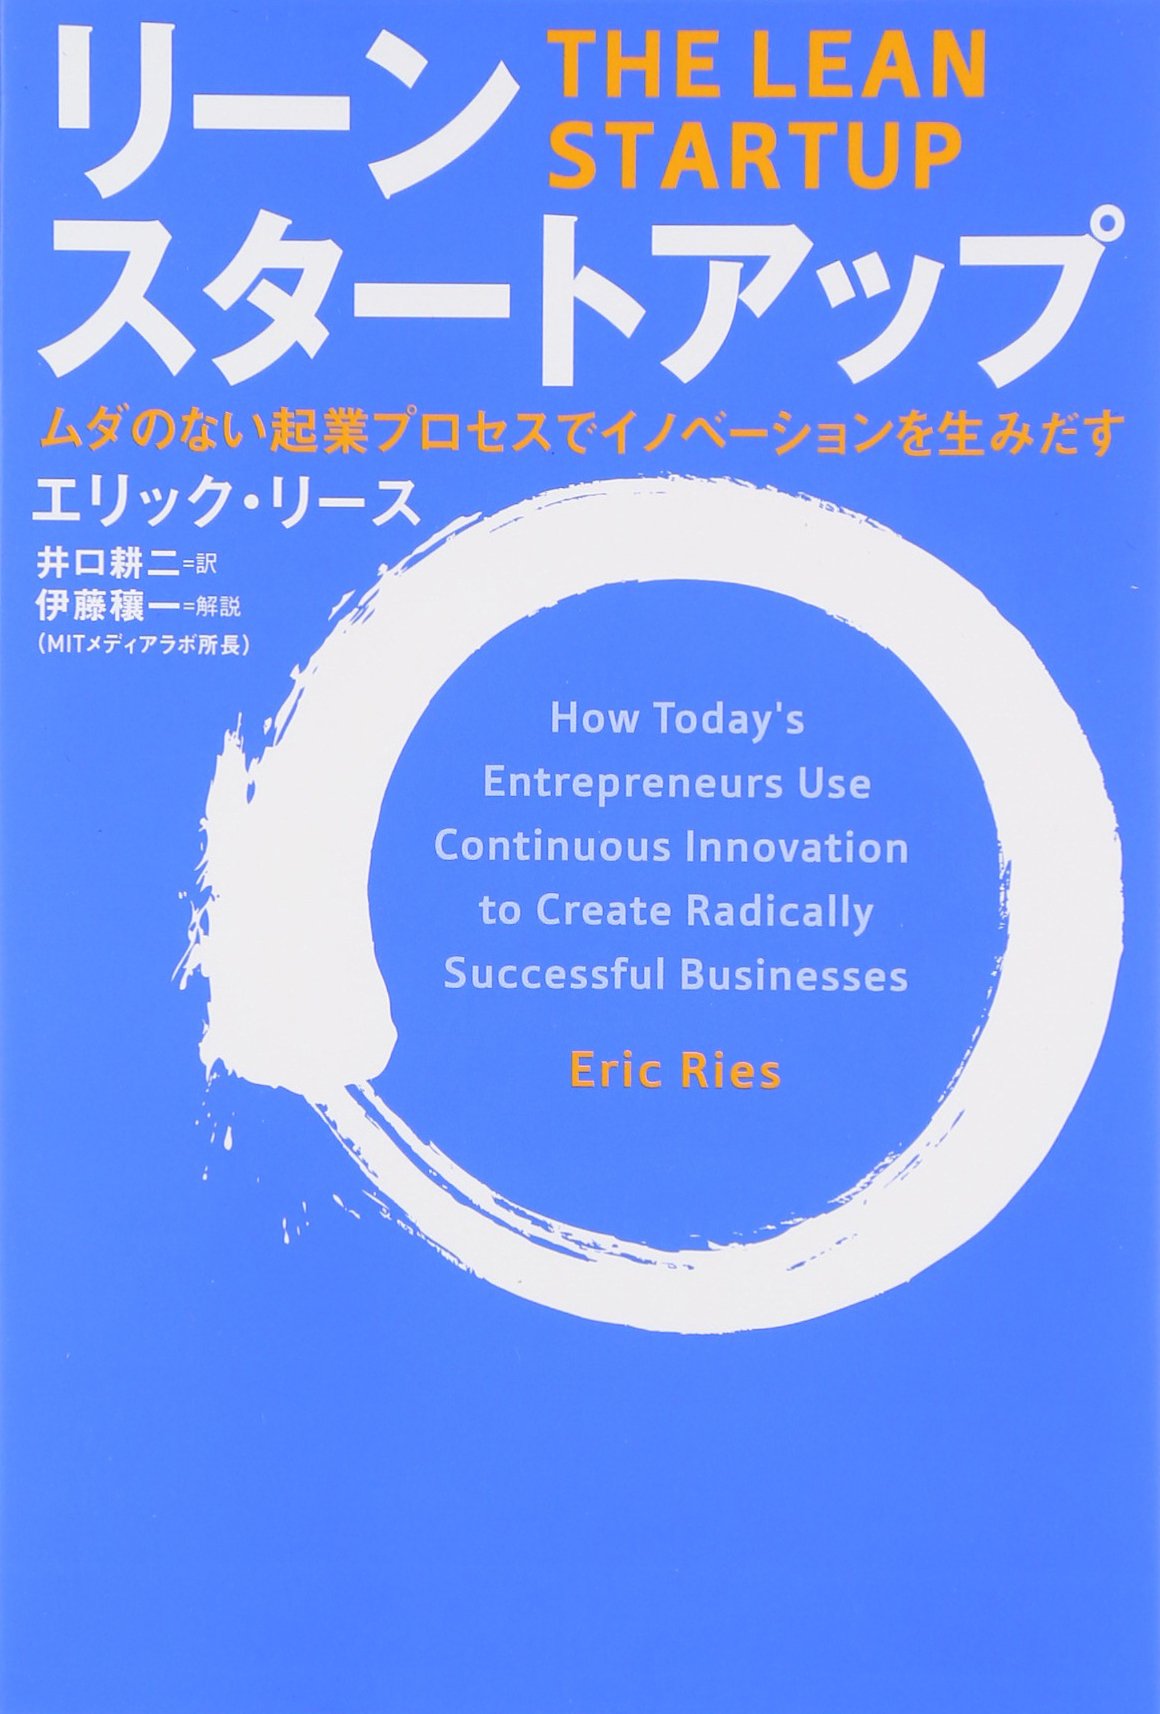 リーン
THE LEAN
STARTUP
スタートアップ
ムダのない起業プロセスでイノベーションを生みだす
エリック・リース
井口耕二=訳
伊藤穰一=解説
(MITメディアラボ所長)
How Today's
Entrepreneurs Use
Continuous Innovation
to Create Radically
Successful Businesses
Eric Ries